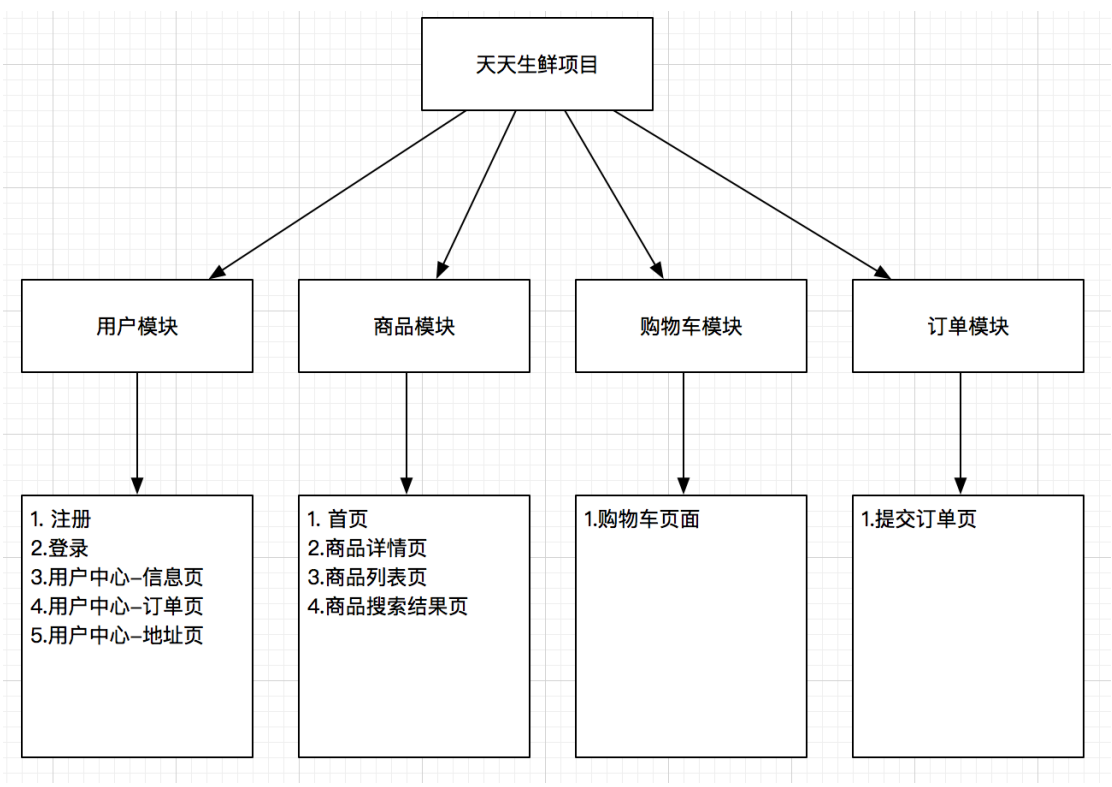 天天生鲜项目
用户模块
商品模块
购物车模块
订单模块
1. 注册
2.登录
3.用户中心–信息页
4.用户中心–订单页
5.用户中心–地址页
1. 首页
2.商品详情页
3.商品列表页
4.商品搜索结果页
1.购物车页面
1.提交订单页